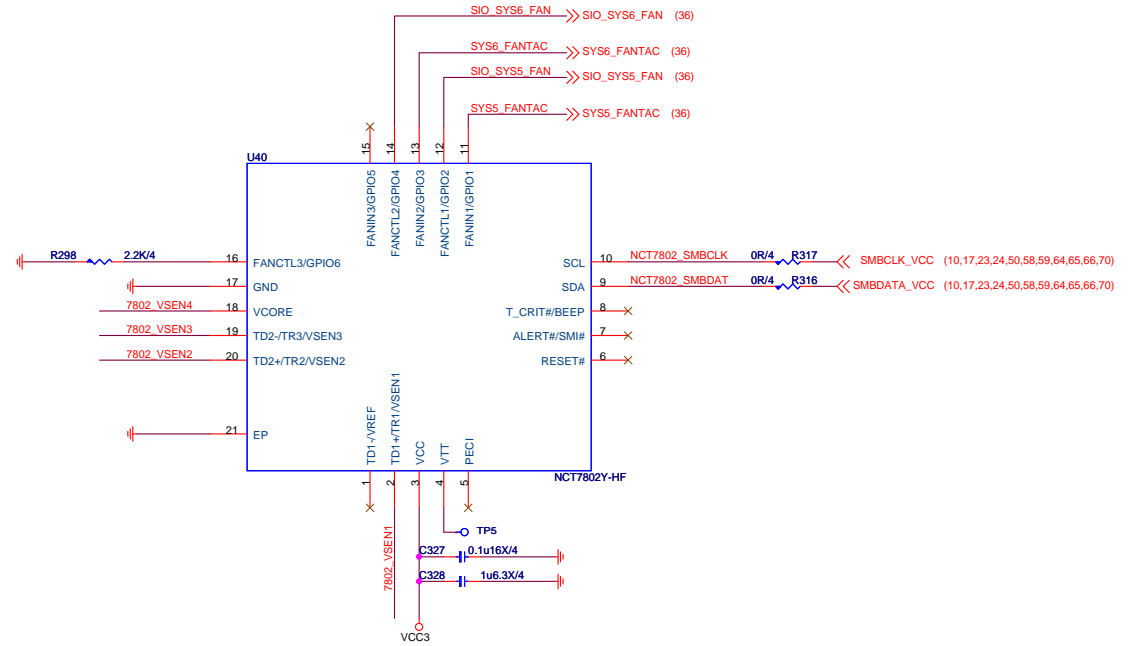 SIO_SYS6_FAN
SIO_SYS6_FAN (36)
SYS6_FANTAC
SYS6_FANTAC (36)
SIO_SYS5_FAN
SIO_SYS5_FAN (36)
SYS5_FANTAC
SYS5_FANTAC (36)
U40
15
14
13
12
11
FANIN3/GPIO5
FANCTL2/GPIO4
FANIN2/GPIO3
FANCTL1/GPIO2
FANIN1/GPIO1
R298 2.2K/4
16 FANCTL3/GPIO6
17 GND
7802_VSEN4 18 VCORE
7802_VSEN3 19 TD2-/TR3/VSEN3
7802_VSEN2 20 TD2+/TR2/VSEN2
21 EP
SCL 10 NCT7802_SMBCLK 0R/4 R317 SMBCLK_VCC (10,17,23,24,50,58,59,64,65,66,70)
SDA 9 NCT7802_SMBDAT 0R/4 R316 SMBDATA_VCC (10,17,23,24,50,58,59,64,65,66,70)
T_CRIT#/BEEP 8
ALERT#/SMI# 7
RESET# 6
TD1-/VREF
TD1+/TR1/VSEN1
VCC
VTT
PECI
1
2
3
4
5
NCT7802Y-HF
7802_VSEN1
TP5
C327 0.1u16X/4
C328 1u6.3X/4
VCC3